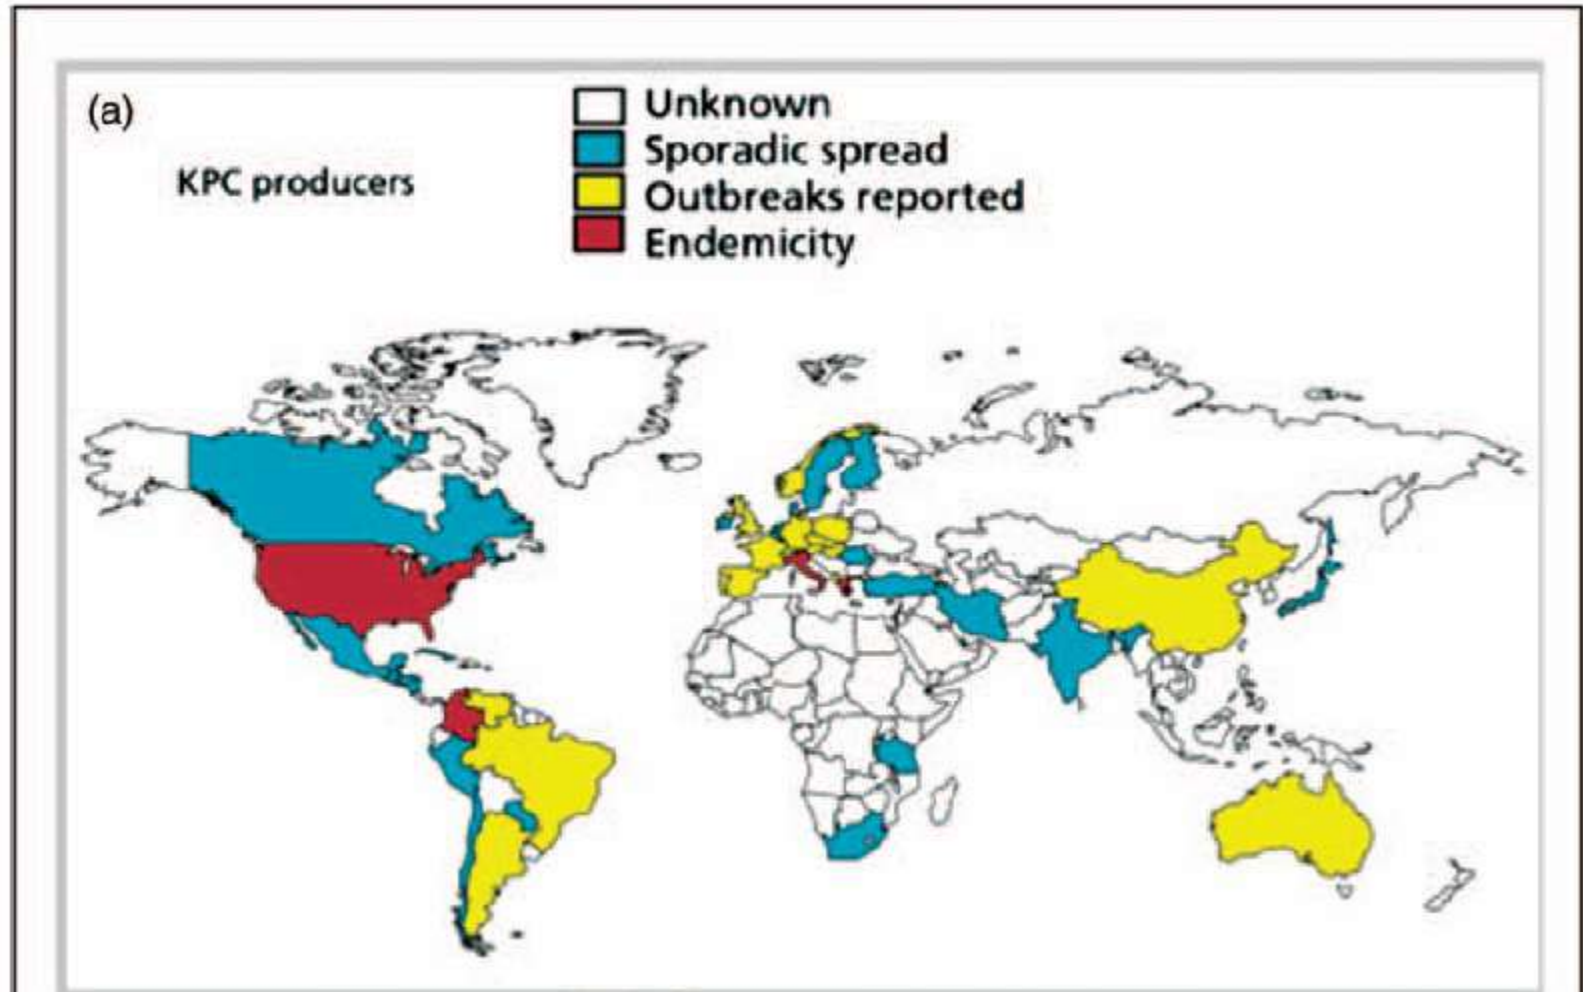 (a)
KPC producers
Unknown
Sporadic spread
Outbreaks reported
Endemicity